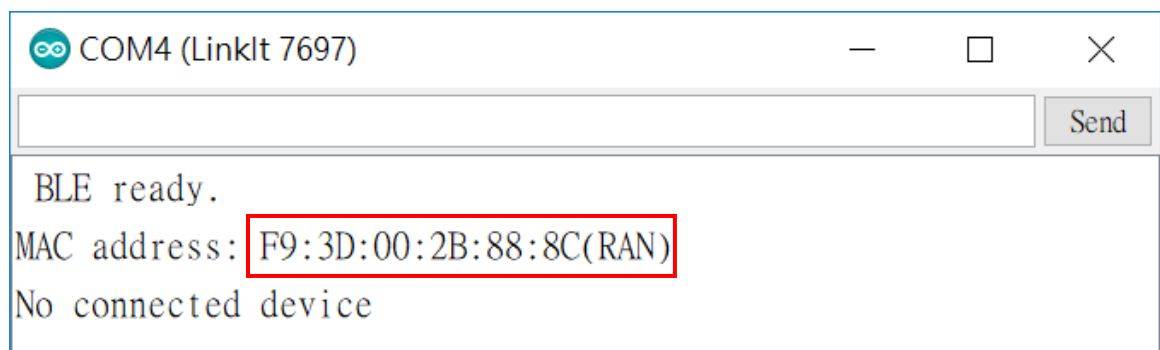 COM4 (LinkIt 7697)
Send
BLE ready.
MAC address: F9:3D:00:2B:88:8C(RAN)
No connected device